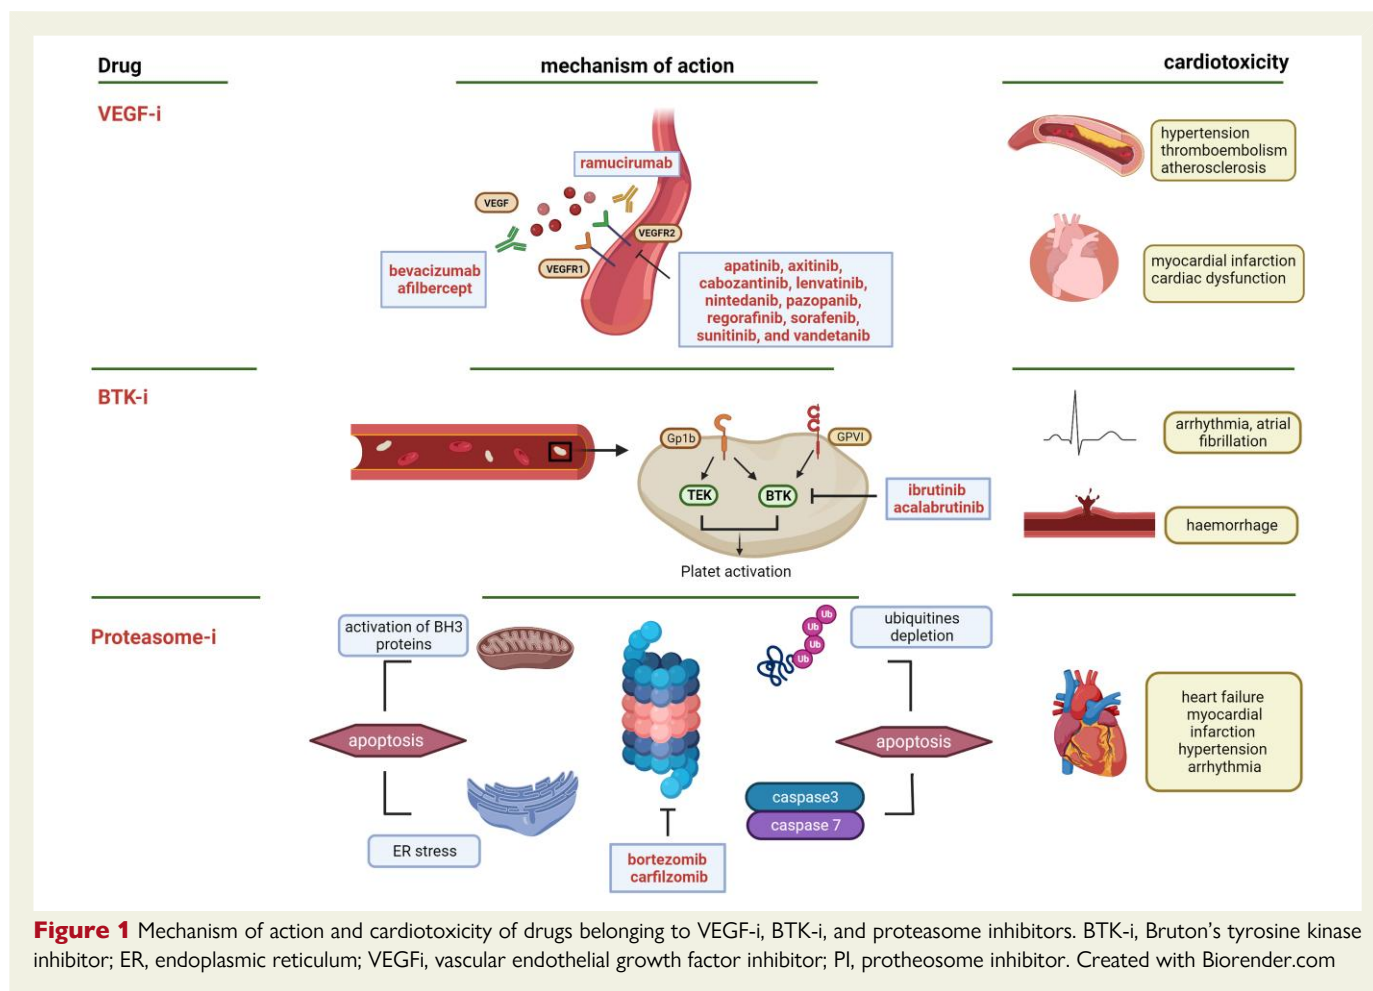 Drug
mechanism of action
cardiotoxicity
VEGF-i
ramucirumab
VEGF
VEGFR2
VEGFR1
bevacizumab
afilbercept
apatinib, axitinib,
cabozantinib, lenvatinib,
nintedanib, pazopanib,
regorafinib, sorafenib,
sunitinib, and vandetanib
hypertension
thromboembolism
atherosclerosis
myocardial infarction
cardiac dysfunction
BTK-i
Gp1b
GPVI
TEK
BTK
ibrutinib
acalabrutinib
Platet activation
arrhythmia, atrial
fibrillation
haemorrhage
Proteasome-i
activation of BH3
proteins
apoptosis
ER stress
bortezomib
carfilzomib
Ub
Ub
Ub
Ub
ubiquitines
depletion
apoptosis
caspase3
caspase 7
heart failure
myocardial
infarction
hypertension
arrhythmia
Figure 1 Mechanism of action and cardiotoxicity of drugs belonging to VEGF-i, BTK-i, and proteasome inhibitors. BTK-i, Bruton's tyrosine kinase
inhibitor; ER, endoplasmic reticulum; VEGFi, vascular endothelial growth factor inhibitor; PI, protheosome inhibitor. Created with Biorender.com